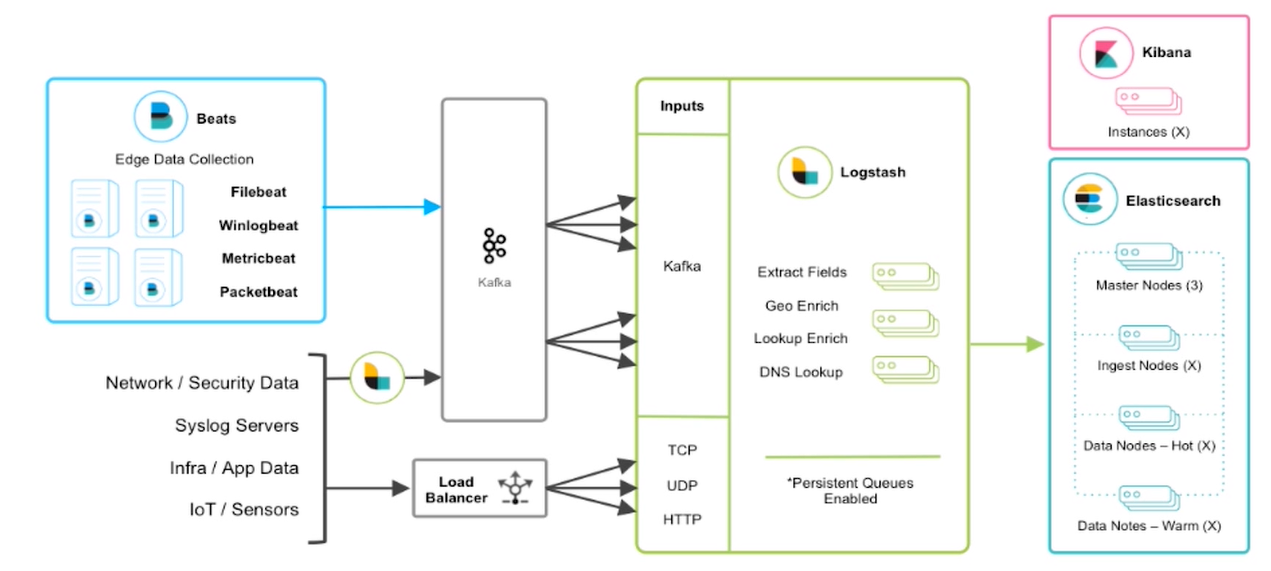 Beats
Edge Data Collection
Filebeat
Winlogbeat
Metricbeat
Packetbeat
Network / Security Data
Syslog Servers
Infra / App Data
IoT / Sensors
Kafka
Load
Balancer
Inputs
Kafka
TCP
UDP
HTTP
Logstash
Extract Fields
Geo Enrich
Lookup Enrich
DNS Lookup
*Persistent Queues
Enabled
Kibana
Instances (X)
Elasticsearch
Master Nodes (3)
Ingest Nodes (X)
Data Nodes – Hot (X)
Data Notes – Warm (X)